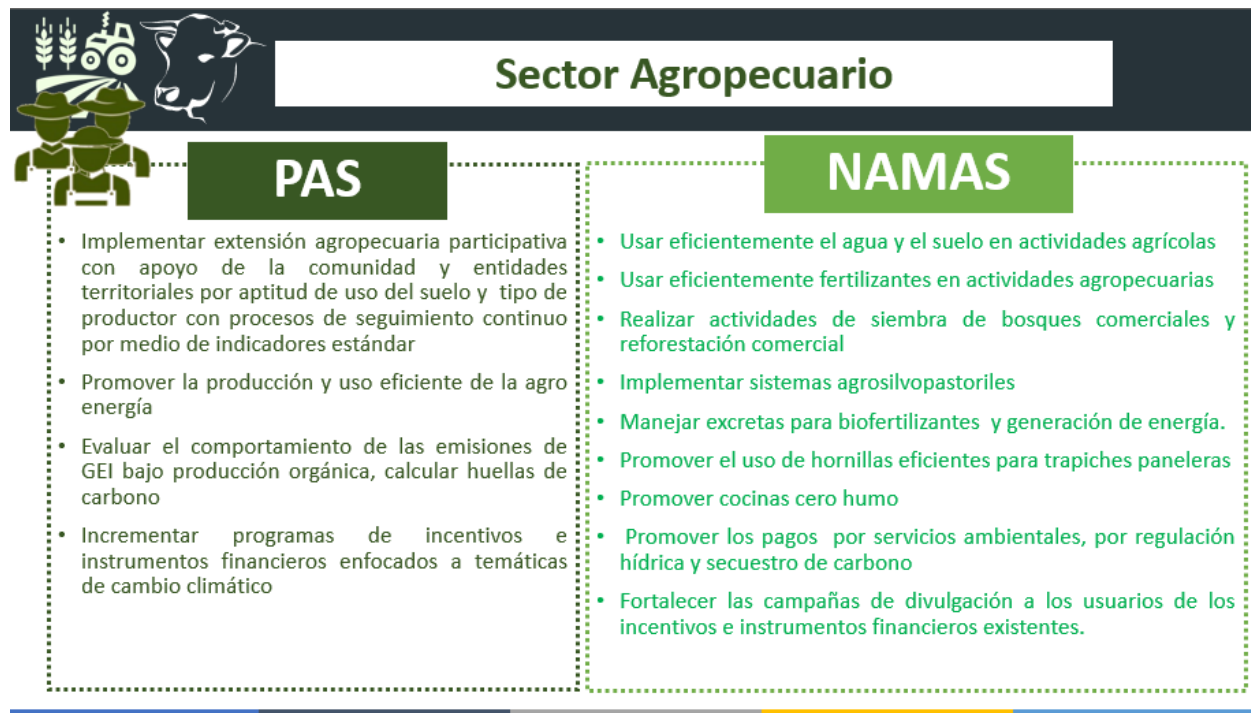 Sector Agropecuario
PAS
• Implementar extensión agropecuaria participativa
con apoyo de la comunidad y entidades
territoriales por aptitud de uso del suelo y tipo de
productor con procesos de seguimiento continuo
por medio de indicadores estándar
• Promover la producción y uso eficiente de la agro
energía
• Evaluar el comportamiento de las emisiones de
GEI bajo producción orgánica, calcular huellas de
carbono
• Incrementar programas de incentivos e
instrumentos financieros enfocados a temáticas
de cambio climático
NAMAS
• Usar eficientemente el agua y el suelo en actividades agrícolas
• Usar eficientemente fertilizantes en actividades agropecuarias
• Realizar actividades de siembra de bosques comerciales y
reforestación comercial
• Implementar sistemas agrosilvopastoriles
• Manejar excretas para biofertilizantes y generación de energía.
• Promover el uso de hornillas eficientes para trapiches paneleras
• Promover cocinas cero humo
• Promover los pagos por servicios ambientales, por regulación
hídrica y secuestro de carbono
• Fortalecer las campañas de divulgación a los usuarios de los
incentivos e instrumentos financieros existentes.